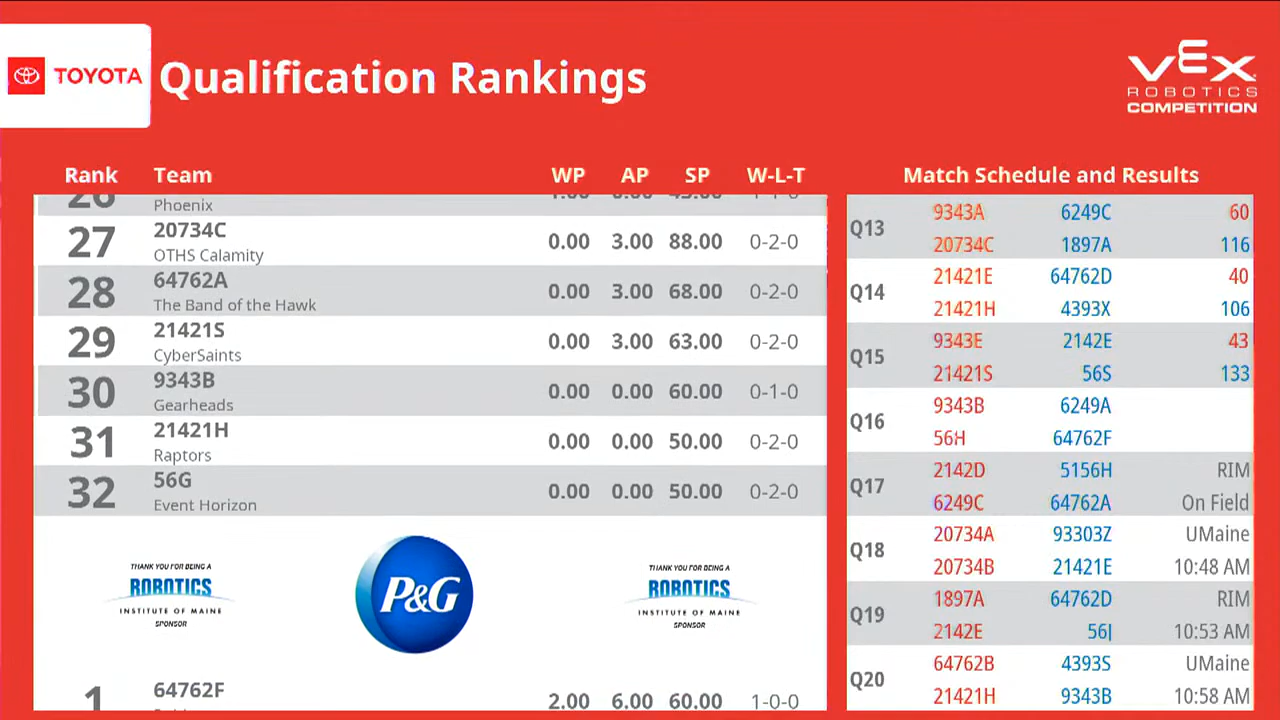 TOYOTA Qualification Rankings
VEX
ROBOTICS
COMPETITION
Rank Team WP AP SP W-L-T
26
Phoenix
27 20734C 0.00 3.00 88.00 0-2-0
OTHS Calamity
28 64762A 0.00 3.00 68.00 0-2-0
The Band of the Hawk
29 21421S 0.00 3.00 63.00 0-2-0
CyberSaints
30 9343B 0.00 0.00 60.00 0-1-0
Gearheads
31 21421H 0.00 0.00 50.00 0-2-0
Raptors
32 56G 0.00 0.00 50.00 0-2-0
Event Horizon
THANK YOU FOR BEING A
ROBOTICS
INSTITUTE OF MAINE
SPONSOR
P&G
THANK YOU FOR BEING A
ROBOTICS
INSTITUTE OF MAINE
SPONSOR
1 64762F 2.00 6.00 60.00 1-0-0
Match Schedule and Results
Q13 9343A 6249C 60
20734C 1897A 116
Q14 21421E 64762D 40
21421H 4393X 106
Q15 9343E 2142E 43
21421S 56S 133
Q16 9343B 6249A
56H 64762F
Q17 2142D 5156H RIM
6249C 64762A On Field
Q18 20734A 93303Z UMaine
20734B 21421E 10:48 AM
Q19 1897A 64762D RIM
2142E 56J 10:53 AM
Q20 64762B 4393S UMaine
21421H 9343B 10:58 AM